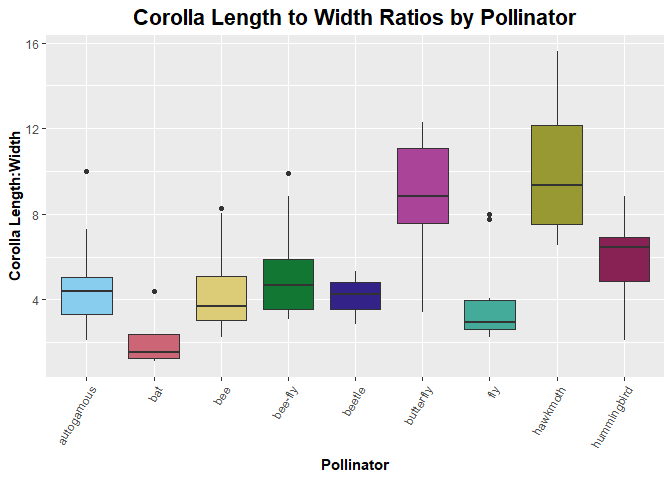 Corolla Length to Width Ratios by Pollinator
16
12
8
4
Corolla Length:Width
autogamous
bat
bee
bee-fly
beetle
butterfly
fly
hawkmoth
hummingbird
Pollinator